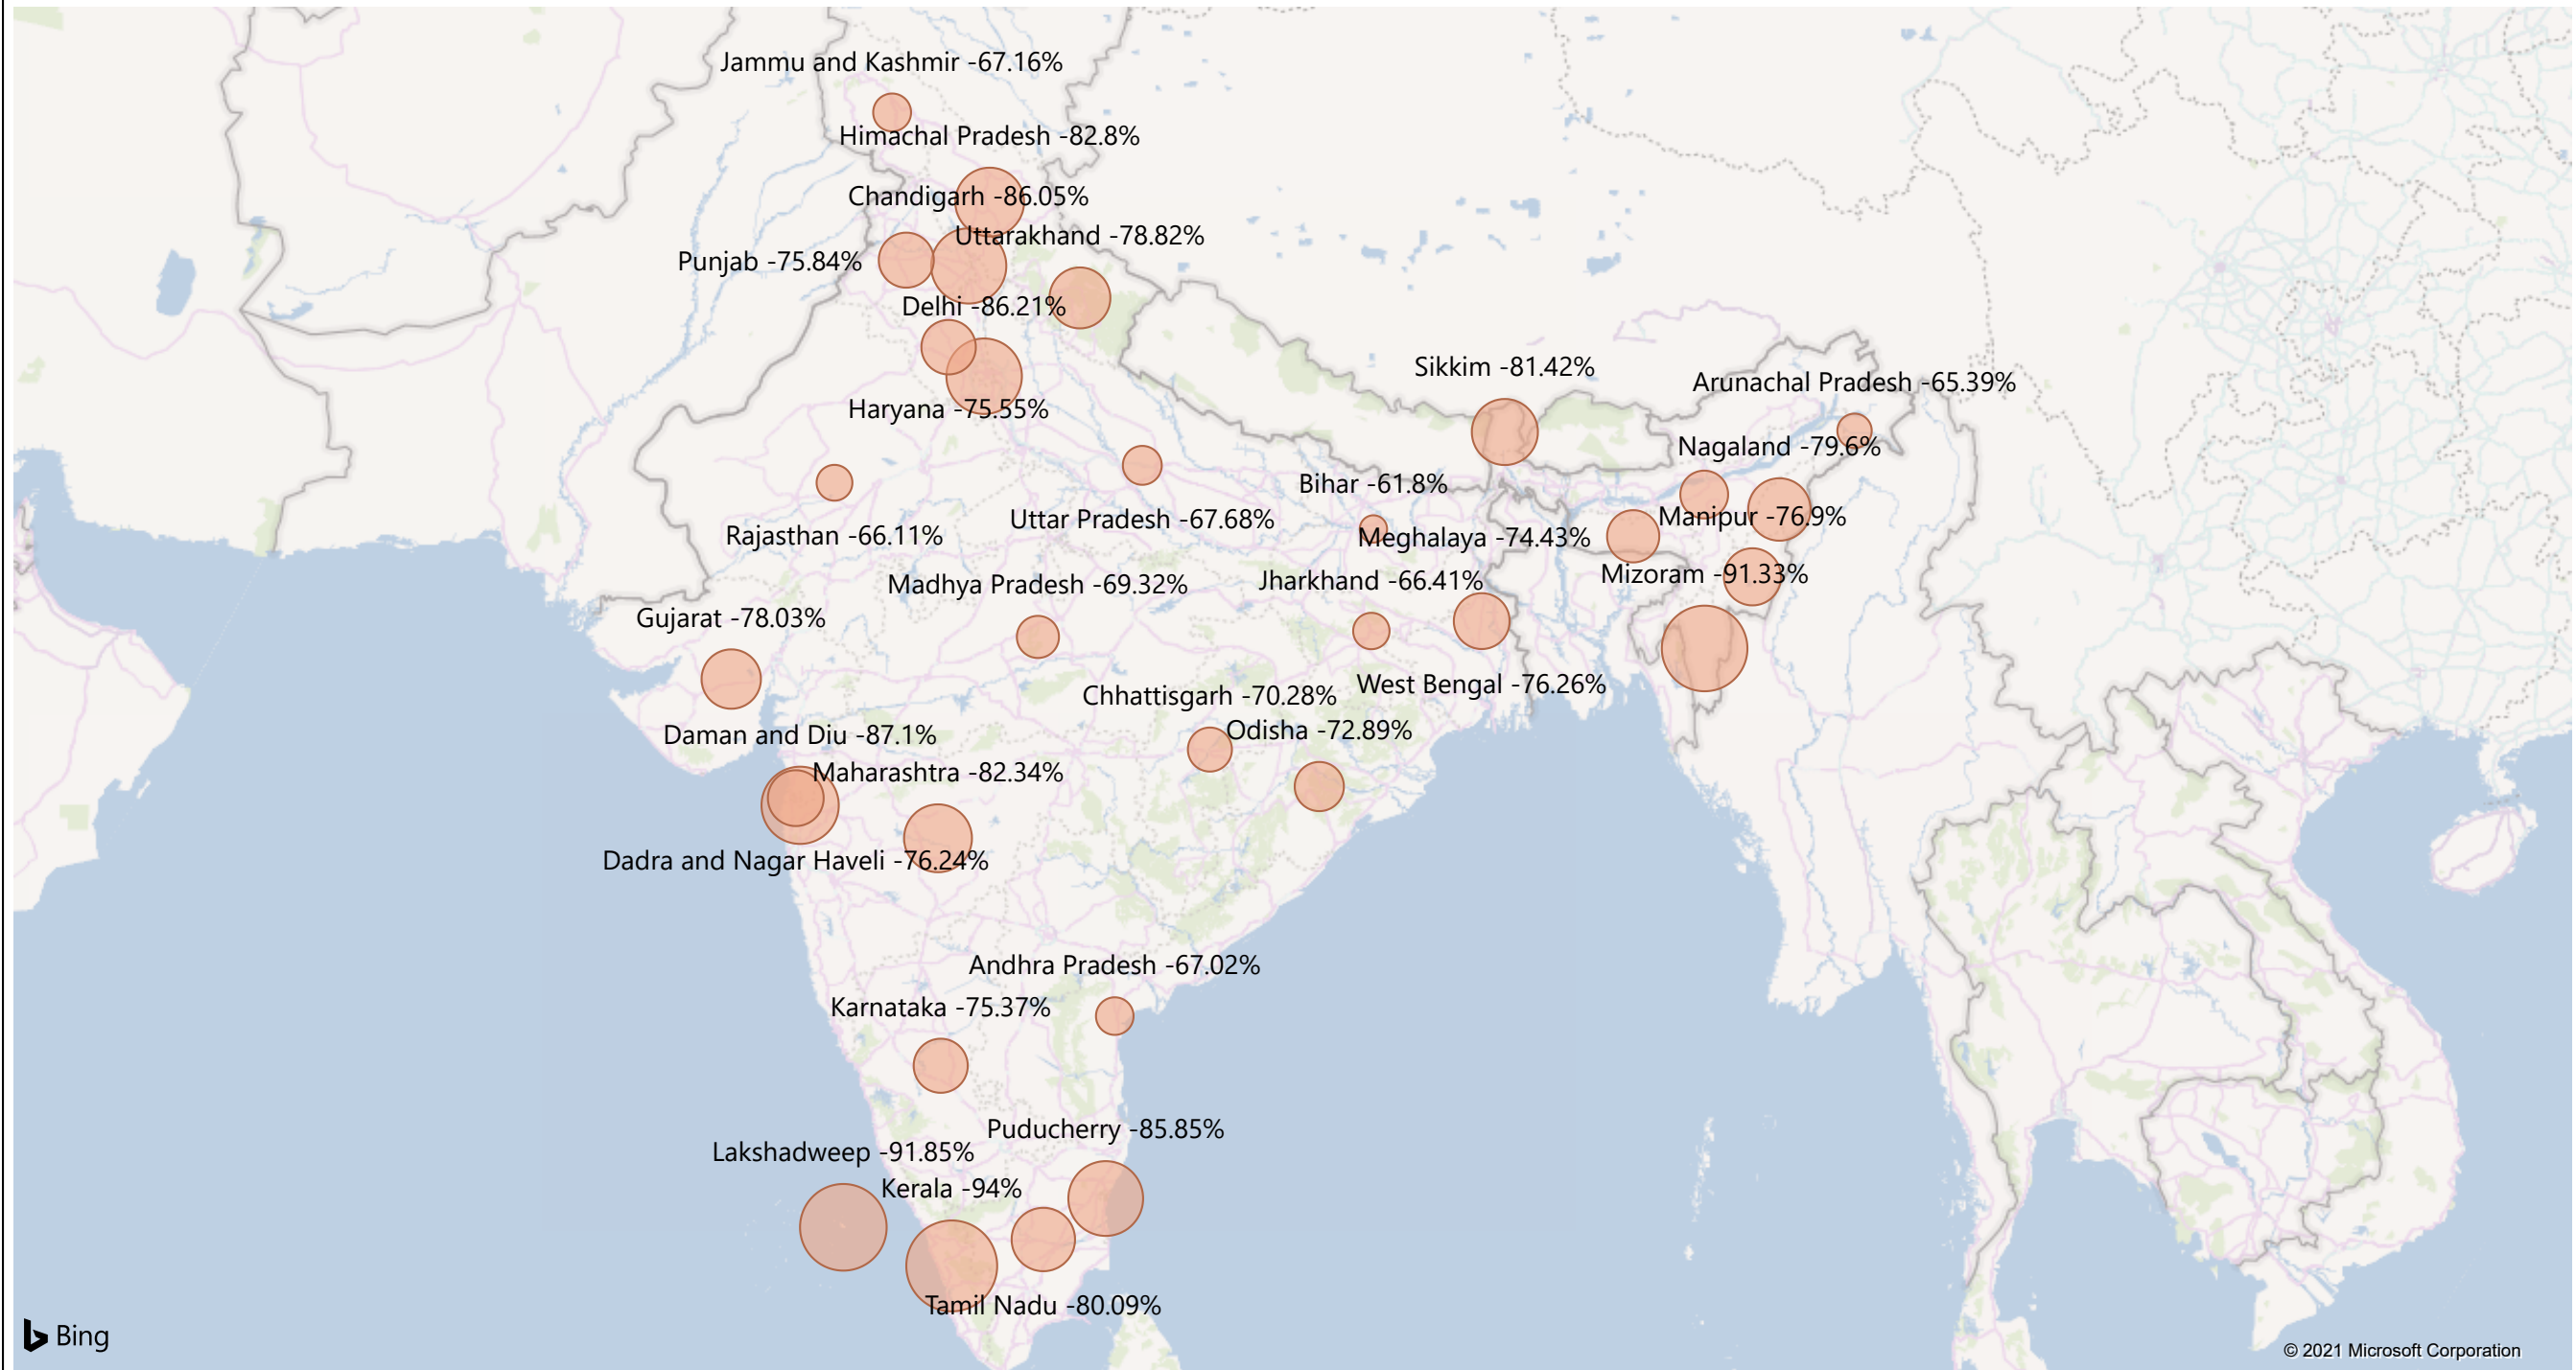 Jammu and Kashmir -67.16%
Himachal Pradesh -82.8%
Chandigarh -86.05%
Uttarakhand -78.82%
Punjab -75.84%
Delhi -86.21%
Sikkim -81.42%
Arunachal Pradesh -65.39%
Haryana -75.55%
Nagaland -79.6%
Bihar -61.8%
Uttar Pradesh -67.68%
Manipur -76.9%
Rajasthan -66.11%
Meghalaya -74.43%
Mizoram -91.33%
Madhya Pradesh -69.32%
Jharkhand -66.41%
Gujarat -78.03%
West Bengal -76.26%
Chhattisgarh -70.28%
Odisha -72.89%
Daman and Diu -87.1%
Maharashtra -82.34%
Dadra and Nagar Haveli -76.24%
Andhra Pradesh -67.02%
Karnataka -75.37%
Puducherry -85.85%
Lakshadweep -91.85%
Kerala -94%
Tamil Nadu -80.09%
Bing
© 2021 Microsoft Corporation